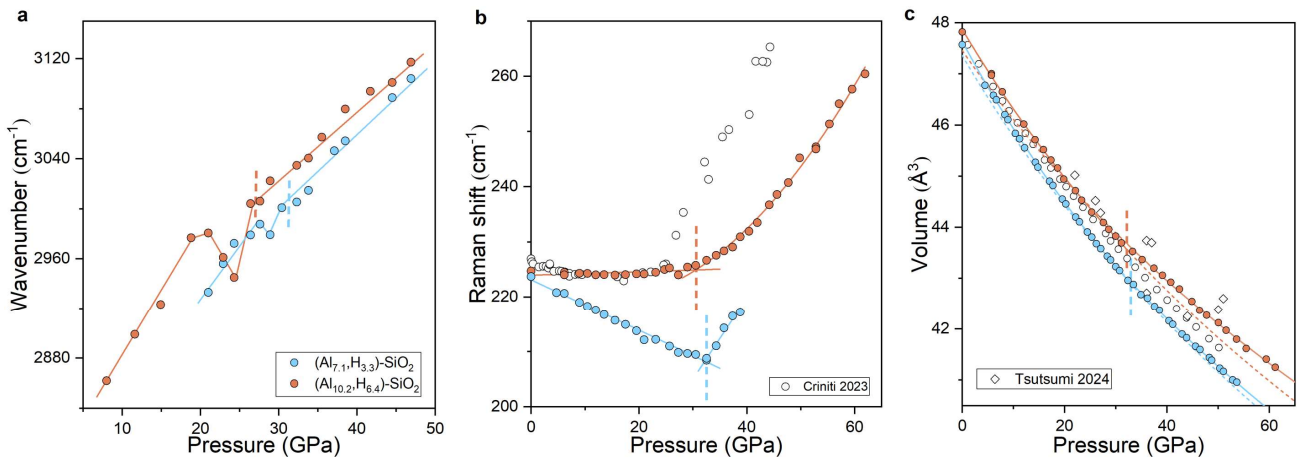 a
Wavenumber (cm⁻¹)
3120
3040
2960
2880
10 20 30 40 50
Pressure (GPa)
(Al₇.₁,H₃.₃)-SiO₂
(Al₁₀.₂,H₆.₄)-SiO₂
b
Raman shift (cm⁻¹)
260
240
220
200
0 20 40 60
Pressure (GPa)
Criniti 2023
c
Volume (Å³)
48
46
44
42
0 20 40 60
Pressure (GPa)
Tsutsumi 2024